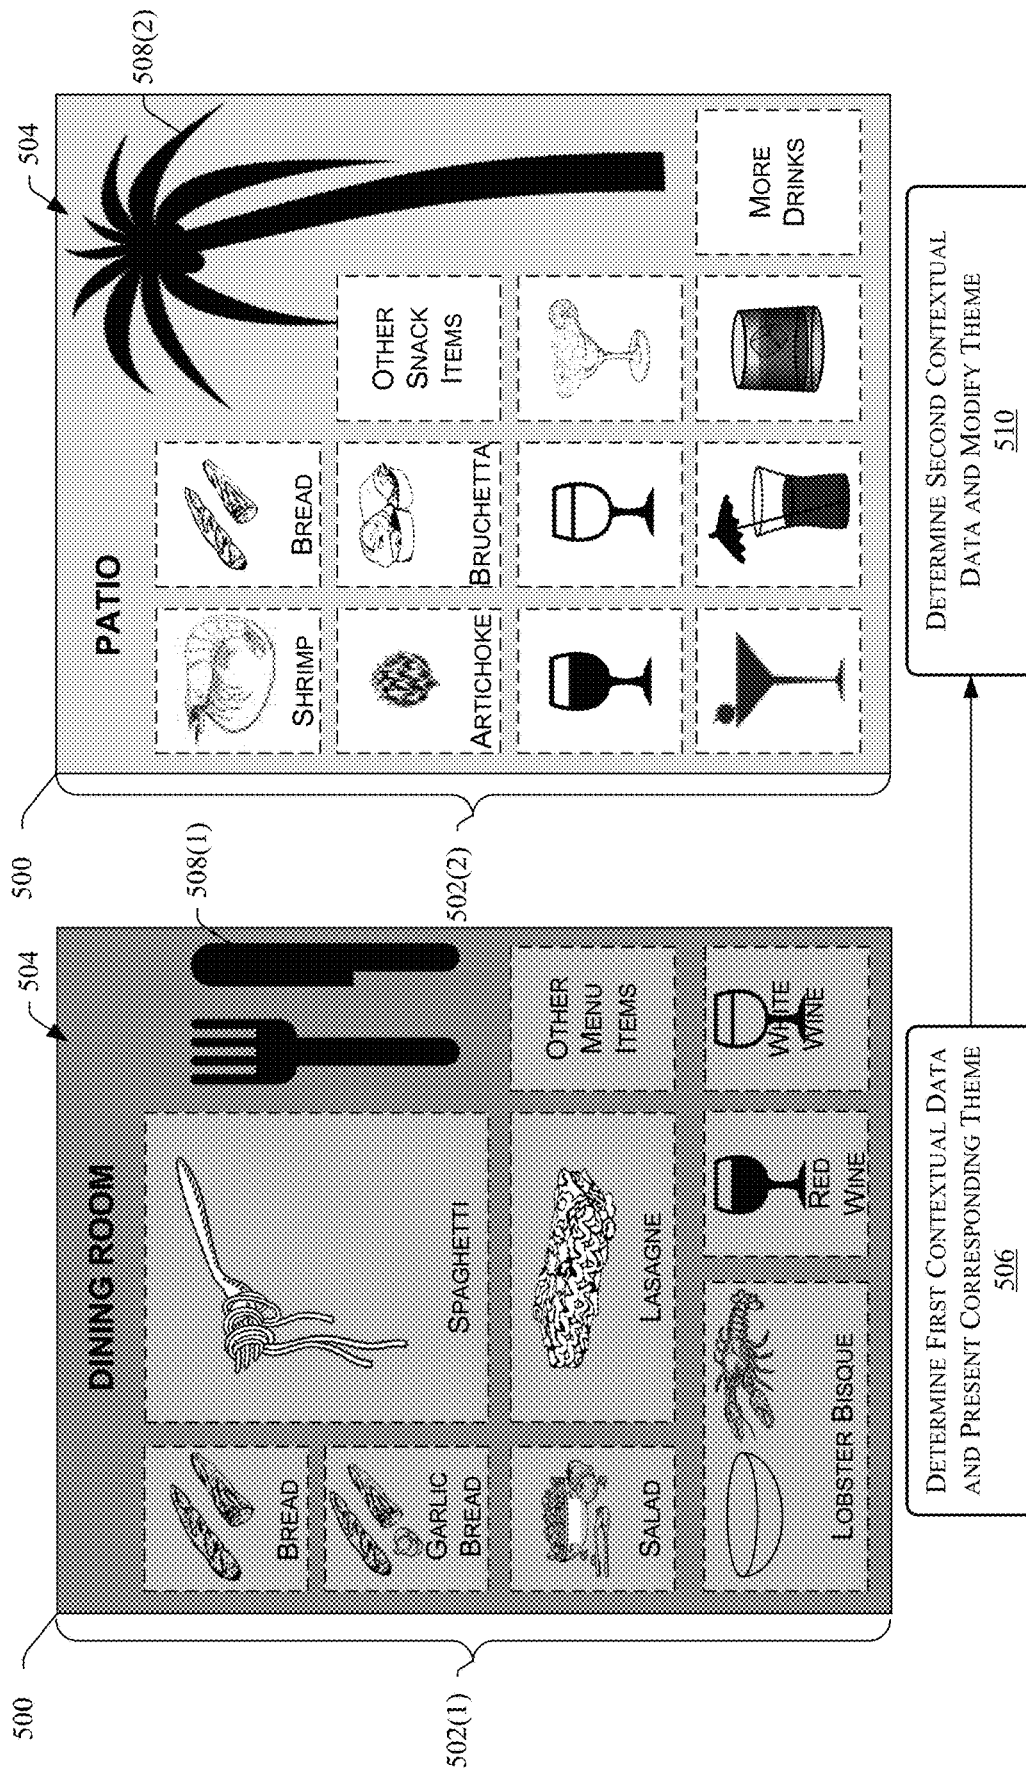 500
504
DINING ROOM
508(1)
BREAD
GARLIC
BREAD
SPAGHETTI
SALAD
LASAGNE
OTHER
MENU
ITEMS
LOBSTER BISQUE
RED
WINE
WHITE
WINE
502(1)
DETERMINE FIRST CONTEXTUAL DATA
AND PRESENT CORRESPONDING THEME
506
500
504
PATIO
508(2)
SHRIMP
BREAD
ARTICHOKE
BRUCHETTA
OTHER
SNACK
ITEMS
MORE
DRINKS
502(2)
DETERMINE SECOND CONTEXTUAL
DATA AND MODIFY THEME
510